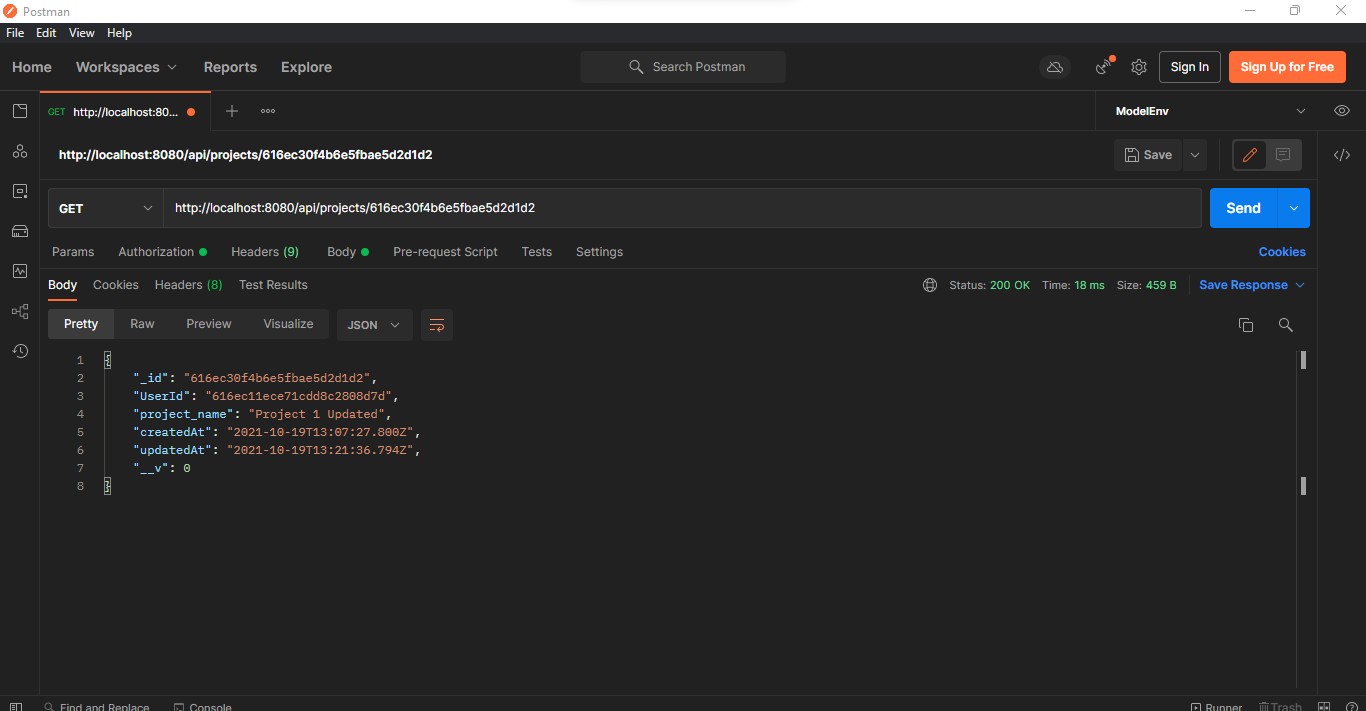 Postman
File Edit View Help
Home Workspaces Reports Explore Search Postman Sign In Sign Up for Free
GET http://localhost:80... ModelEnv
http://localhost:8080/api/projects/616ec30f4b6e5fbae5d2d1d2 Save
GET http://localhost:8080/api/projects/616ec30f4b6e5fbae5d2d1d2 Send
Params Authorization Headers (9) Body Pre-request Script Tests Settings Cookies
Body Cookies Headers (8) Test Results Status: 200 OK Time: 18 ms Size: 459 B Save Response
Pretty Raw Preview Visualize JSON
1 {
2 "_id": "616ec30f4b6e5fbae5d2d1d2",
3 "UserId": "616ec11ece71cdd8c2808d7d",
4 "project_name": "Project 1 Updated",
5 "createdAt": "2021-10-19T13:07:27.800Z",
6 "updatedAt": "2021-10-19T13:21:36.794Z",
7 "__v": 0
8 }
Find and Replace Console Runner Trash